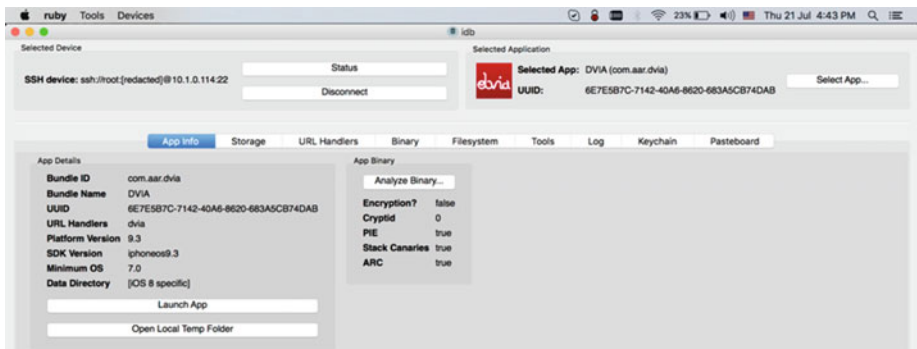 ruby Tools Devices 23% Thu 21 Jul 4:43 PM
idb
Selected Device
SSH device: ssh://root:[redacted]@10.1.0.114:22
Status
Disconnect
Selected Application
dvia
Selected App: DVIA (com.aar.dvia)
UUID: 6E7E5B7C-7142-40A6-8620-683A5CB74DAB
Select App...
App Info Storage URL Handlers Binary Filesystem Tools Log Keychain Pasteboard
App Details
Bundle ID com.aar.dvia
Bundle Name DVIA
UUID 6E7E5B7C-7142-40A6-8620-683A5CB74DAB
URL Handlers dvia
Platform Version 9.3
SDK Version iphoneos9.3
Minimum OS 7.0
Data Directory [iOS 8 specific]
Launch App
Open Local Temp Folder
App Binary
Analyze Binary...
Encryption? false
Cryptid 0
PIE true
Stack Canaries true
ARC true